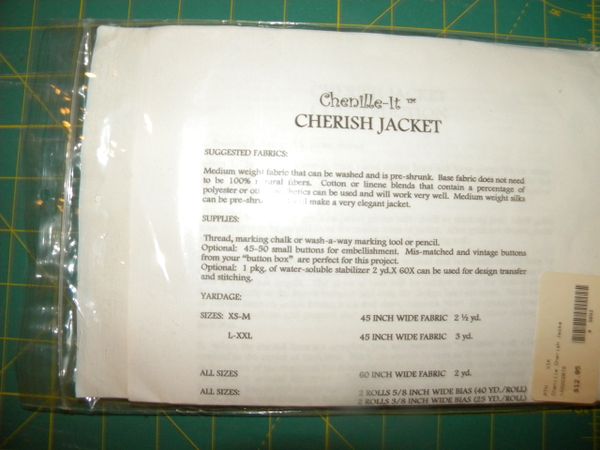 Chenille-It ™
CHERISH JACKET
SUGGESTED FABRICS:
Medium weight fabric that can be washed and is pre-shrunk. Base fabric does not need
to be 100% natural fibers. Cotton or linene blends that contain a percentage of
polyester or can be used and will work very well. Medium weight silks
can be make a very elegant jacket.
SUPPLIES:
Thread, marking chalk or wash-a-way marking tool or pencil.
Optional: 45-50 small buttons for embellishment. Mis-matched and vintage buttons
from your "button box" are perfect for this project.
Optional: 1 pkg. of water-soluble stabilizer 2 yd.X 60X can be used for design transfer
and stitching.
YARDAGE:
SIZES: XS-M 45 INCH WIDE FABRIC 2 ½ yd.
L-XXL 45 INCH WIDE FABRIC 3 yd.
ALL SIZES 60 INCH WIDE FABRIC 2 yd.
ALL SIZES: 2 ROLLS 5/8 INCH WIDE BIAS (40 YD./ROLL)
2 ROLLS 3/8 INCH WIDE BIAS (25 YD./ROLL)
Chenille Cherish Jacke
$12.95